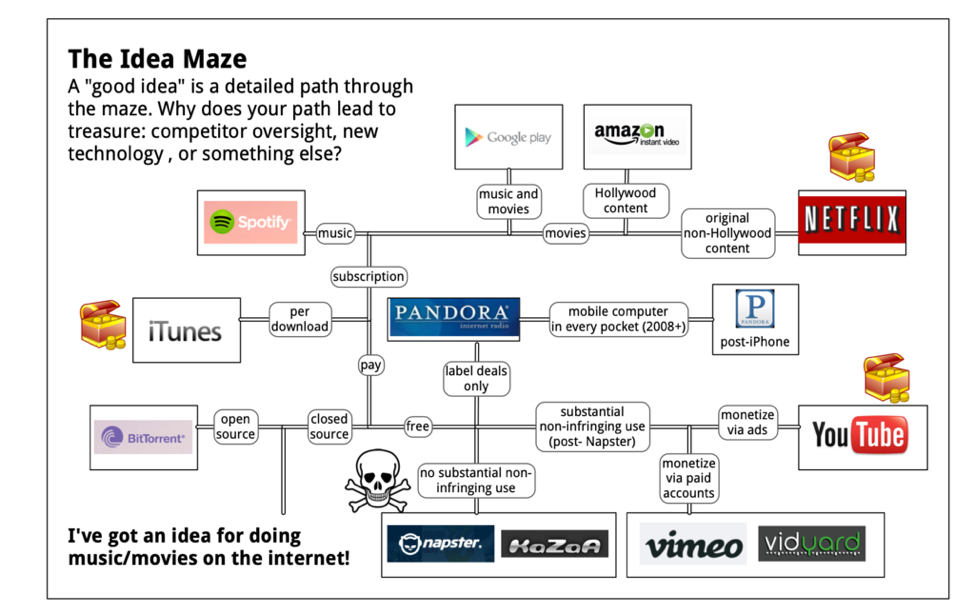 The Idea Maze
A "good idea" is a detailed path through
the maze. Why does your path lead to
treasure: competitor oversight, new
technology , or something else?
Google play
amazon
instant video
music and
movies
Hollywood
content
Spotify
music
movies
original
non-Hollywood
content
NETFLIX
subscription
iTunes
per
download
PANDORA
internet radio
mobile computer
in every pocket (2008+)
P
PANDORA
post-iPhone
pay
label deals
only
BitTorrent
open
source
closed
source
free
substantial
non-infringing use
(post- Napster)
monetize
via ads
YouTube
no substantial non-
infringing use
monetize
via paid
accounts
I've got an idea for doing
music/movies on the internet!
napster.
KaZaA
vimeo
vidyard